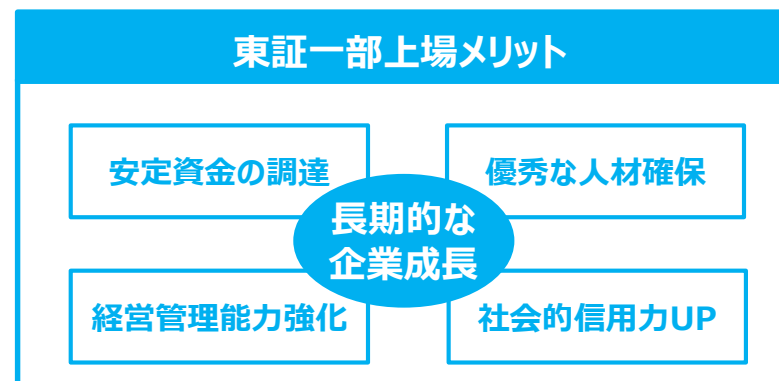 東証一部上場メリット
安定資金の調達
優秀な人材確保
長期的な
企業成長
経営管理能力強化
社会的信用力UP